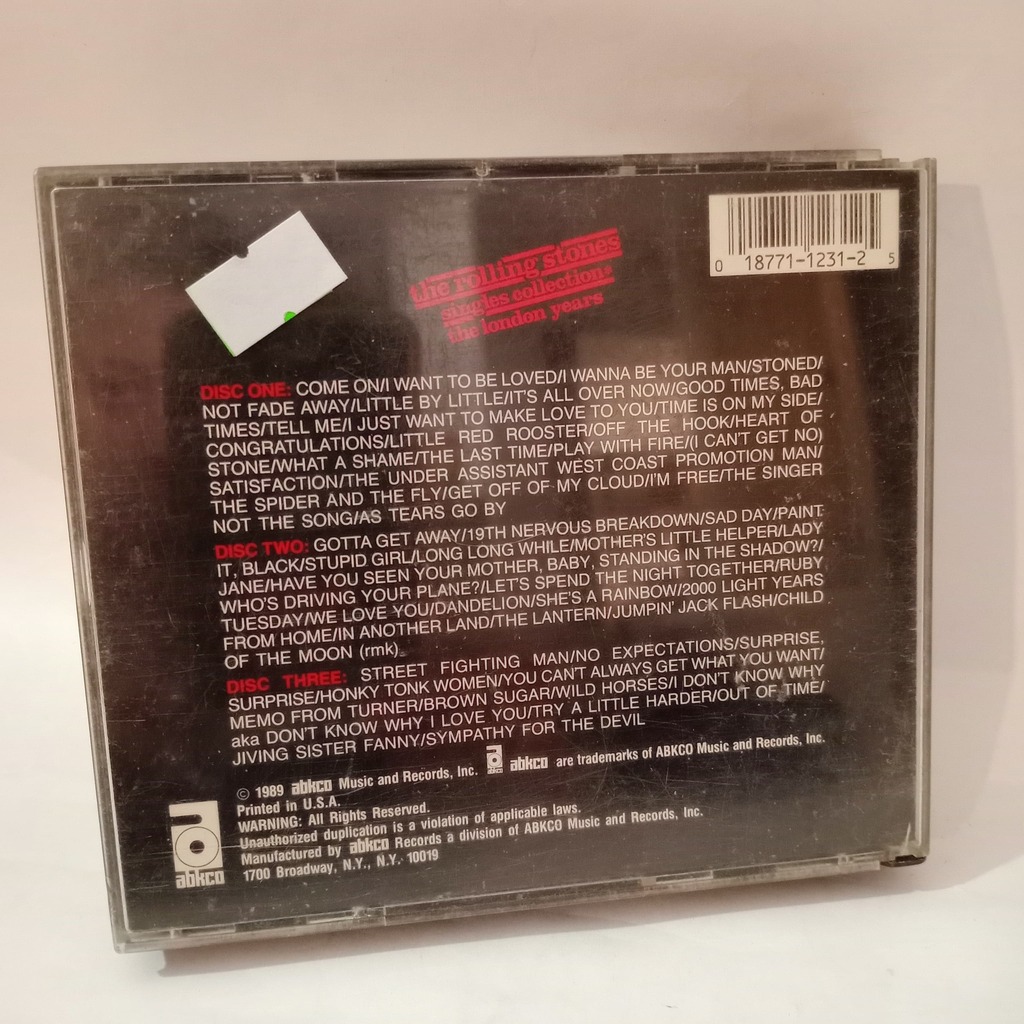 the rolling stones
singles collection*
the london years
0 18771-1231-2 5
DISC ONE: COME ON/I WANT TO BE LOVED/I WANNA BE YOUR MAN/STONED/
NOT FADE AWAY/LITTLE BY LITTLE/IT'S ALL OVER NOW/GOOD TIMES, BAD
TIMES/TELL ME/I JUST WANT TO MAKE LOVE TO YOU/TIME IS ON MY SIDE/
CONGRATULATIONS/LITTLE RED ROOSTER/OFF THE HOOK/HEART OF
STONE/WHAT A SHAME/THE LAST TIME/PLAY WITH FIRE/(I CAN'T GET NO)
SATISFACTION/THE UNDER ASSISTANT WEST COAST PROMOTION MAN/
THE SPIDER AND THE FLY/GET OFF OF MY CLOUD/I'M FREE/THE SINGER
NOT THE SONG/AS TEARS GO BY
DISC TWO: GOTTA GET AWAY/19TH NERVOUS BREAKDOWN/SAD DAY/PAINT
IT, BLACK/STUPID GIRL/LONG LONG WHILE/MOTHER'S LITTLE HELPER/LADY
JANE/HAVE YOU SEEN YOUR MOTHER, BABY, STANDING IN THE SHADOW?/
WHO'S DRIVING YOUR PLANE?/LET'S SPEND THE NIGHT TOGETHER/RUBY
TUESDAY/WE LOVE YOU/DANDELION/SHE'S A RAINBOW/2000 LIGHT YEARS
FROM HOME/IN ANOTHER LAND/THE LANTERN/JUMPIN' JACK FLASH/CHILD
OF THE MOON (rmk)
DISC THREE: STREET FIGHTING MAN/NO EXPECTATIONS/SURPRISE,
SURPRISE/HONKY TONK WOMEN/YOU CAN'T ALWAYS GET WHAT YOU WANT/
MEMO FROM TURNER/BROWN SUGAR/WILD HORSES/I DON'T KNOW WHY
aka DON'T KNOW WHY I LOVE YOU/TRY A LITTLE HARDER/OUT OF TIME/
JIVING SISTER FANNY/SYMPATHY FOR THE DEVIL
© 1989 abkco Music and Records, Inc. abkco abkco are trademarks of ABKCO Music and Records, Inc.
Printed in U.S.A.
WARNING: All Rights Reserved.
Unauthorized duplication is a violation of applicable laws.
Manufactured by abkco Records a division of ABKCO Music and Records, Inc.
1700 Broadway, N.Y., N.Y. 10019
abkco